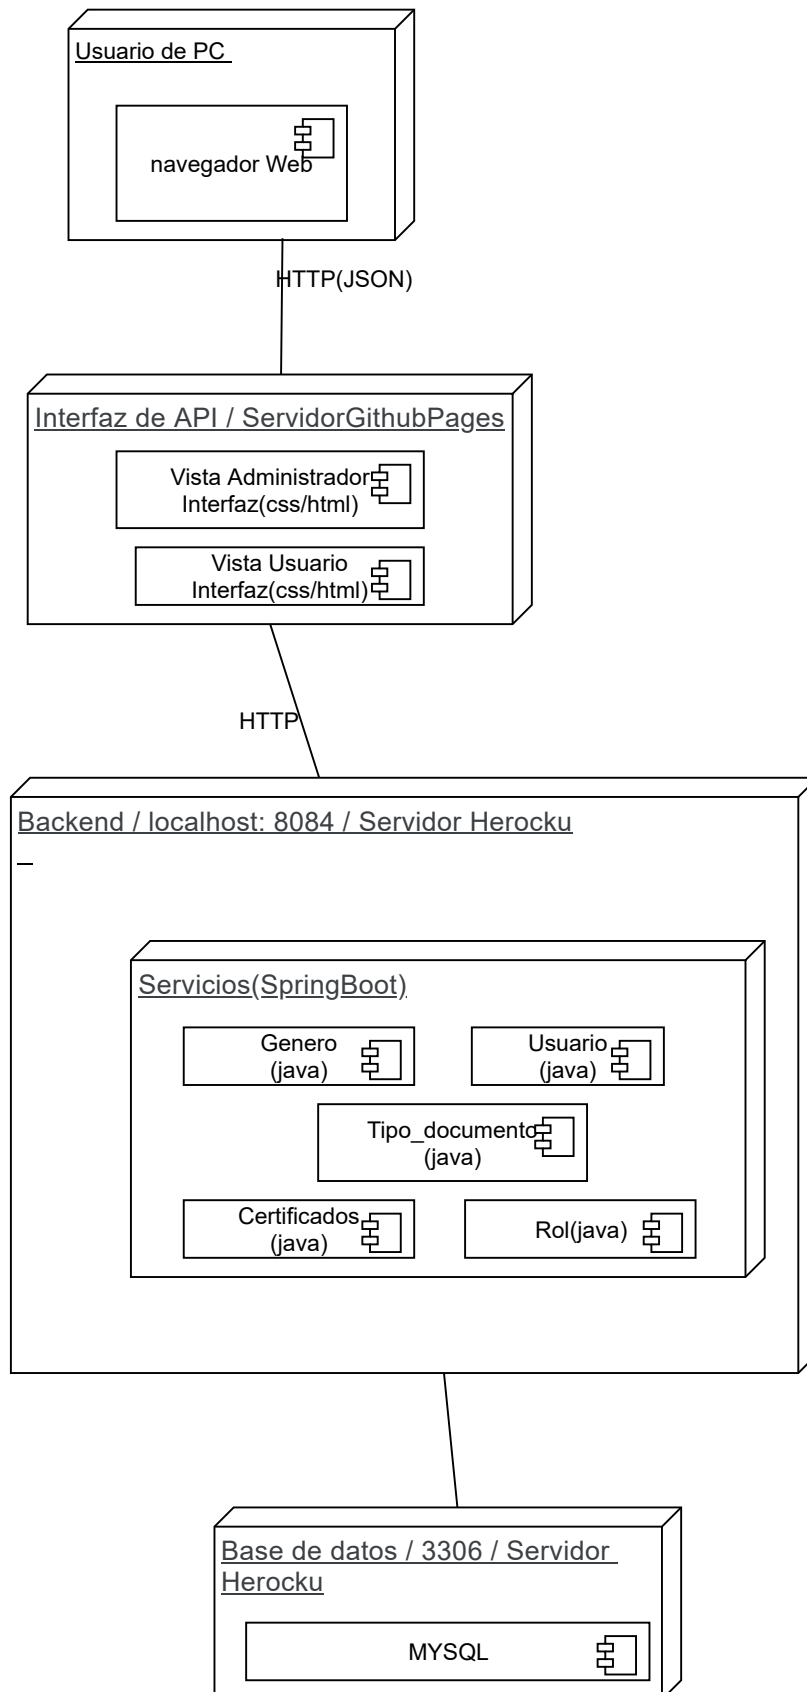 Usuario de PC
navegador Web
HTTP(JSON)
Interfaz de API / ServidorGithubPages
Vista Administrador
Interfaz(css/html)
Vista Usuario
Interfaz(css/html)
HTTP
Backend / localhost: 8084 / Servidor Herocku
Servicios(SpringBoot)
Genero
(java)
Usuario
(java)
Tipo_documento
(java)
Certificados
(java)
Rol(java)
Base de datos / 3306 / Servidor
Herocku
MYSQL